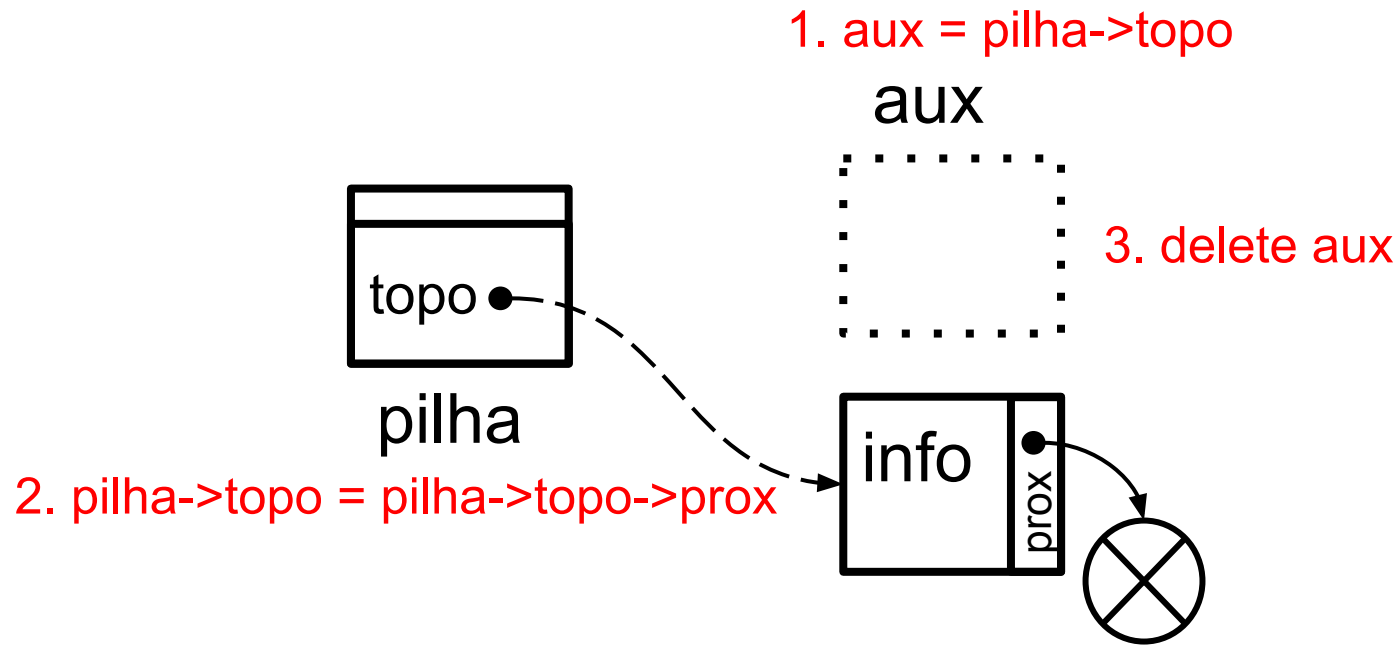 1. aux = pilha->topo
aux
topo
3. delete aux
pilha
info
prox
2. pilha->topo = pilha->topo->prox